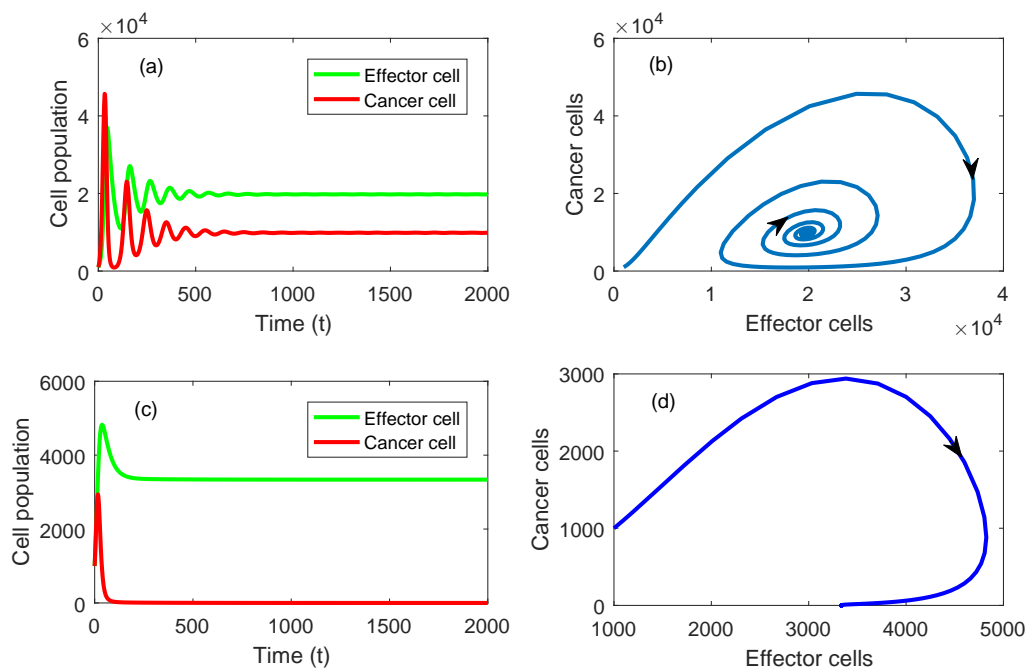 ×10⁴
6
4
2
0
Cell population
(a)
Effector cell
Cancer cell
0
500
1000
1500
2000
Time (t)
×10⁴
6
4
2
0
Cancer cells
(b)
0
1
2
3
4
Effector cells
×10⁴
6000
4000
2000
0
Cell population
(c)
Effector cell
Cancer cell
0
500
1000
1500
2000
Time (t)
3000
2000
1000
0
Cancer cells
(d)
1000
2000
3000
4000
5000
Effector cells